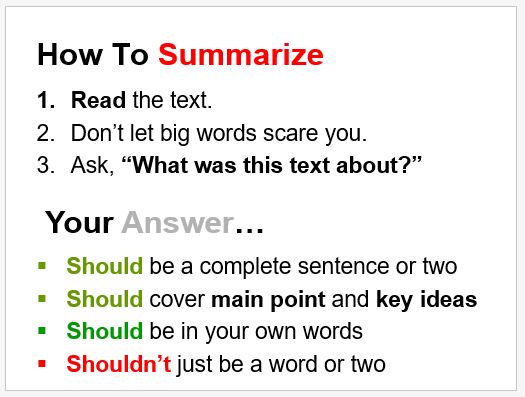 How To Summarize
1. Read the text.
2. Don’t let big words scare you.
3. Ask, “What was this text about?”
Your Answer…
▪ Should be a complete sentence or two
▪ Should cover main point and key ideas
▪ Should be in your own words
▪ Shouldn’t just be a word or two